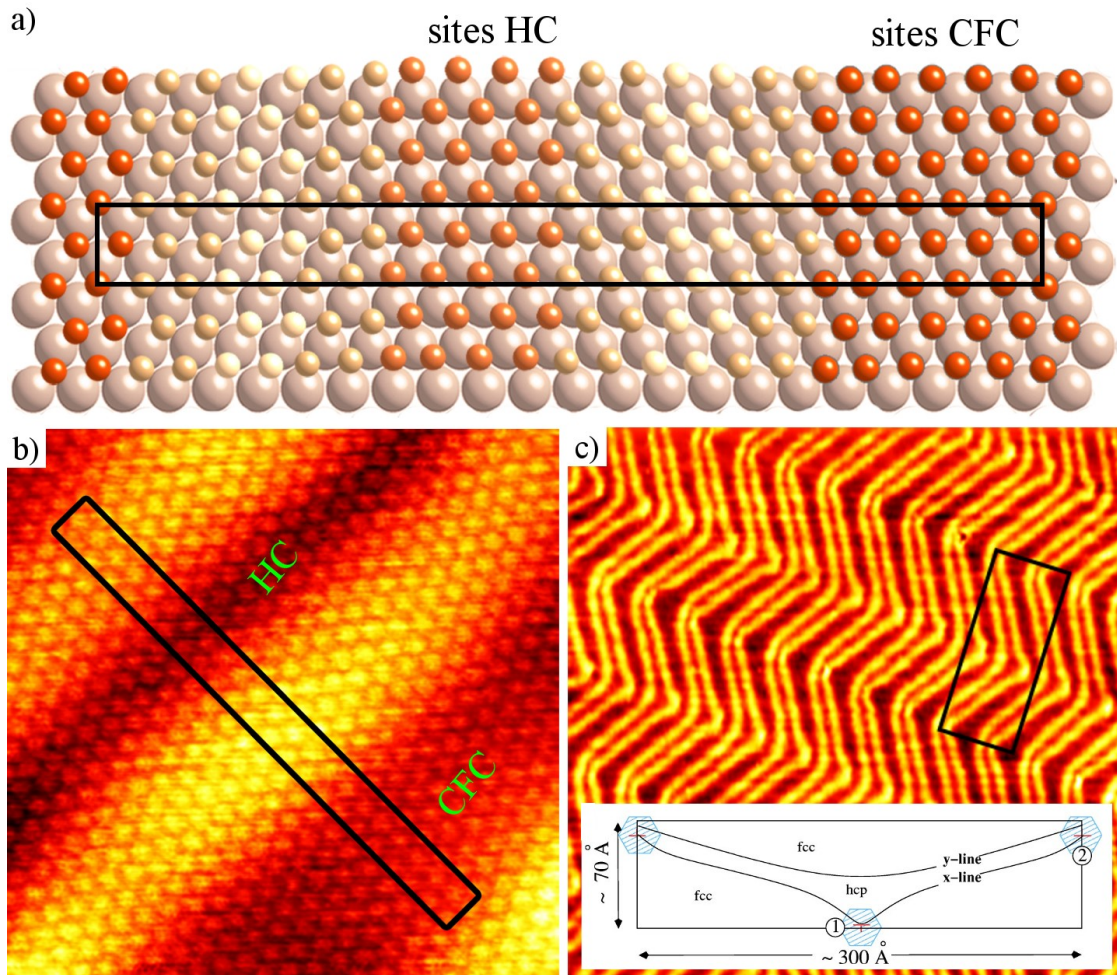 a)
sites HC
sites CFC
b)
HC
CFC
c)
fcc
y-line
x-line
hcp
fcc
1
2
~ 70 Å
~ 300 Å